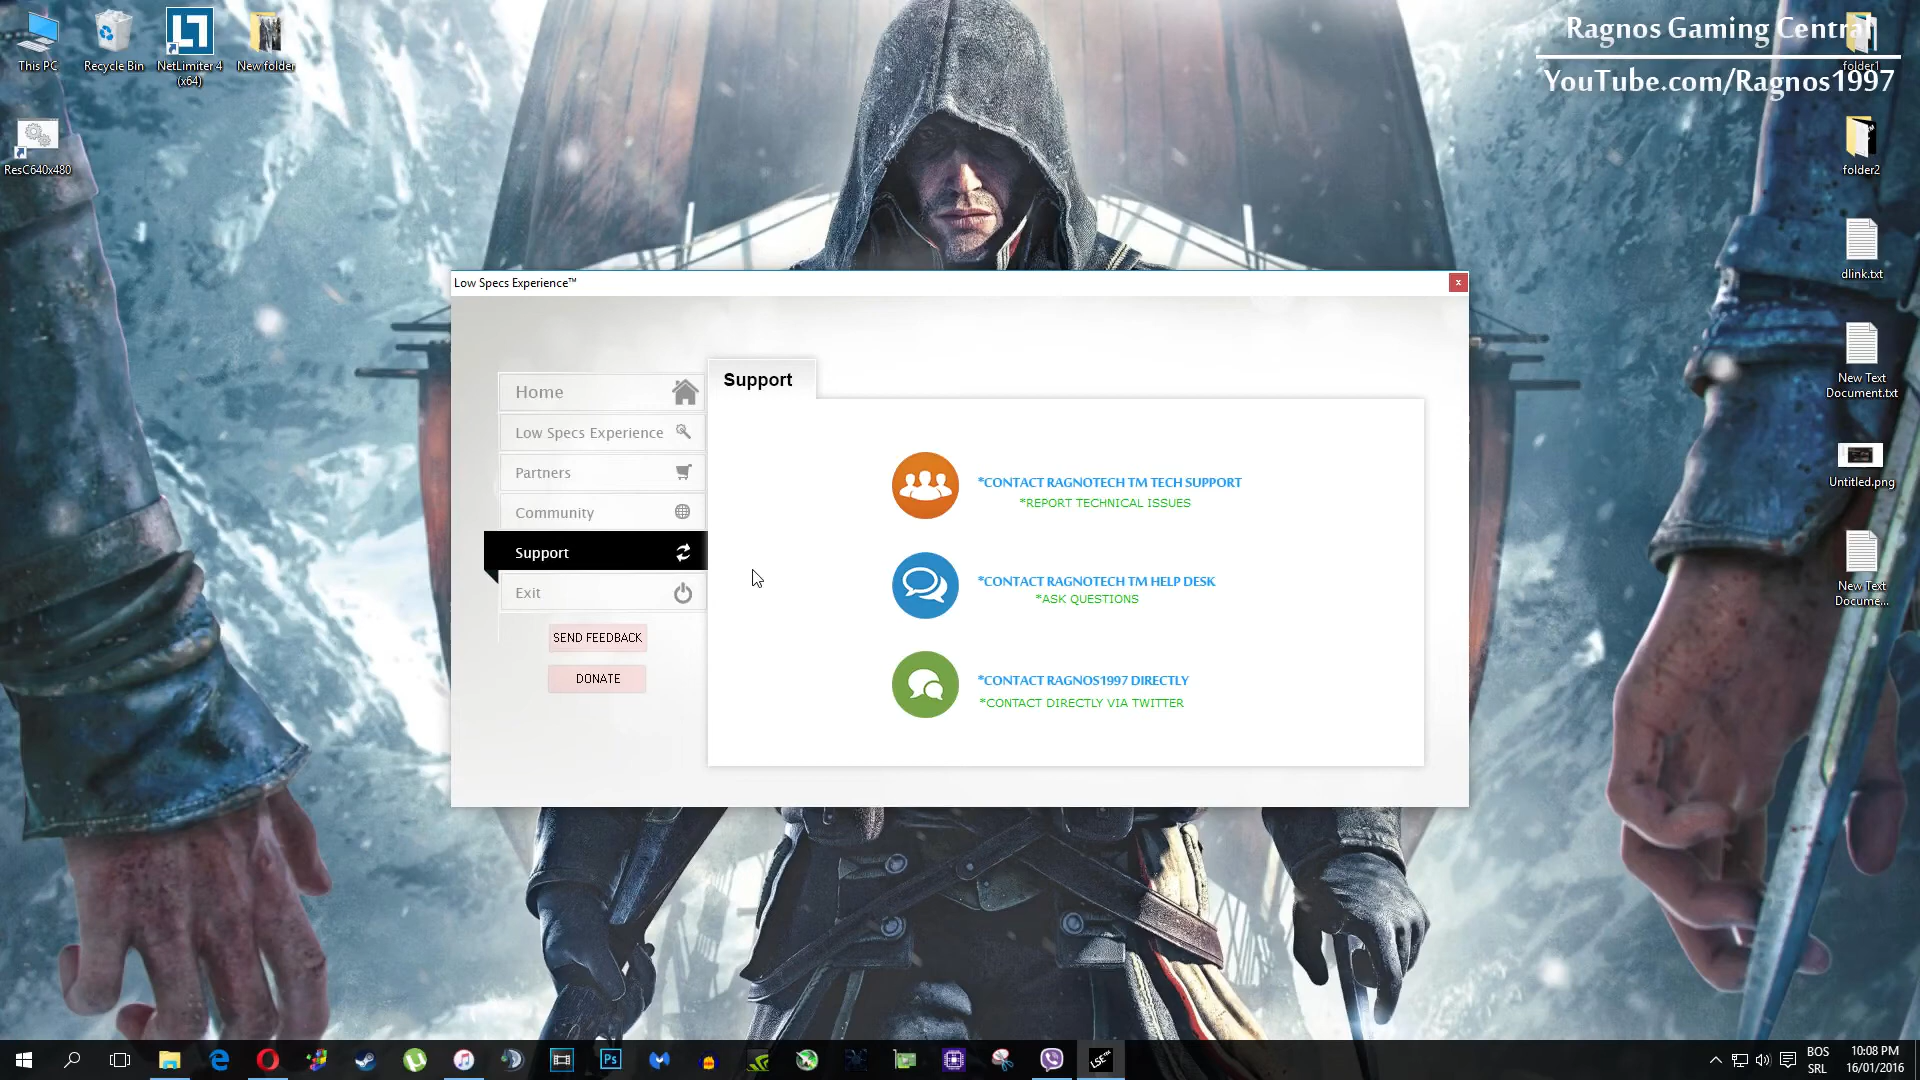 This PC
Recycle Bin
NetLimiter 4
(x64)
New folder
ResC640x480
Ragnos Gaming Central
YouTube.com/Ragnos1997
folder1
folder2
dlink.txt
New Text
Document.txt
Untitled.png
New Text
Docume...
Low Specs Experience™
x
Home
Low Specs Experience
Partners
Community
Support
Exit
SEND FEEDBACK
DONATE
Support
*CONTACT RAGNOTECH TM TECH SUPPORT
*REPORT TECHNICAL ISSUES
*CONTACT RAGNOTECH TM HELP DESK
*ASK QUESTIONS
*CONTACT RAGNOS1997 DIRECTLY
*CONTACT DIRECTLY VIA TWITTER
Ps
LSE™
BOS
SRL
10:08 PM
16/01/2016